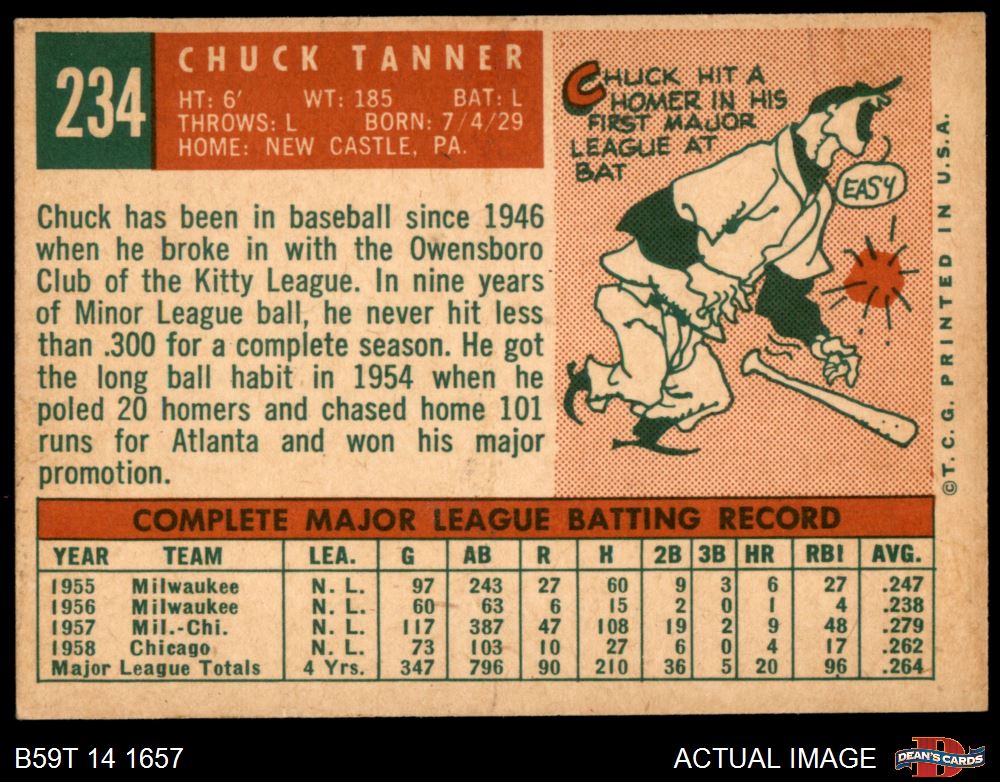 234
CHUCK TANNER
HT: 6' WT: 185 BAT: L
THROWS: L BORN: 7/4/29
HOME: NEW CASTLE, PA.
Chuck has been in baseball since 1946
when he broke in with the Owensboro
Club of the Kitty League. In nine years
of Minor League ball, he never hit less
than .300 for a complete season. He got
the long ball habit in 1954 when he
poled 20 homers and chased home 101
runs for Atlanta and won his major
promotion.
CHUCK HIT A
HOMER IN HIS
FIRST MAJOR
LEAGUE AT
BAT
EASY
©T. C. G. PRINTED IN U.S.A.
COMPLETE MAJOR LEAGUE BATTING RECORD
YEAR TEAM LEA. G AB R H 2B 3B HR RBI AVG.
1955 Milwaukee N. L. 97 243 27 60 9 3 6 27 .247
1956 Milwaukee N. L. 60 63 6 15 2 0 1 4 .238
1957 Mil.-Chi. N. L. 117 387 47 108 19 2 9 48 .279
1958 Chicago N. L. 73 103 10 27 6 0 4 17 .262
Major League Totals 4 Yrs. 347 796 90 210 36 5 20 96 .264
B59T 14 1657
ACTUAL IMAGE
D
DEAN'S CARDS